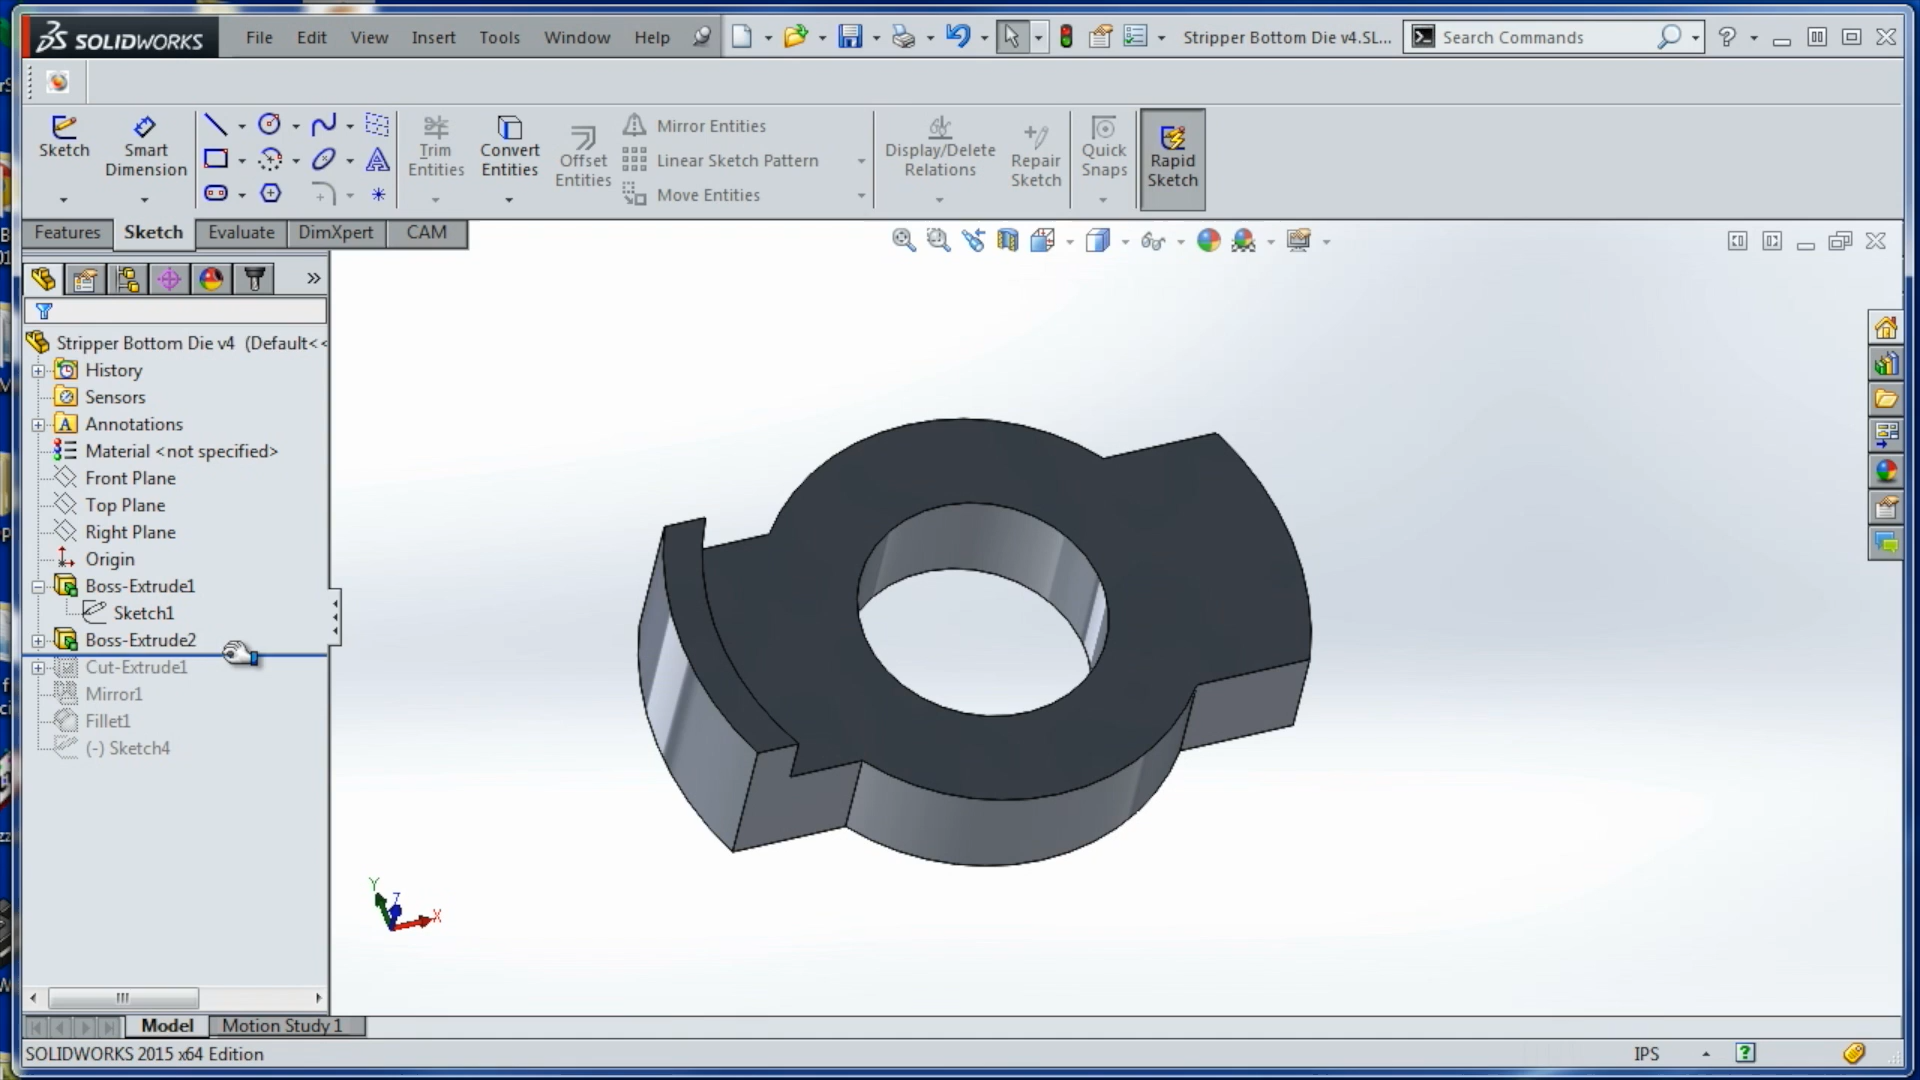 SOLIDWORKS File Edit View Insert Tools Window Help Stripper Bottom Die v4.SL... Search Commands
Sketch Smart Dimension Trim Entities Convert Entities Offset Entities Mirror Entities Linear Sketch Pattern Move Entities Display/Delete Relations Repair Sketch Quick Snaps Rapid Sketch
Features Sketch Evaluate DimXpert CAM
Stripper Bottom Die v4 (Default<<
History
Sensors
Annotations
Material <not specified>
Front Plane
Top Plane
Right Plane
Origin
Boss-Extrude1
Sketch1
Boss-Extrude2
Cut-Extrude1
Mirror1
Fillet1
(-) Sketch4
Y Z X
Model Motion Study 1
SOLIDWORKS 2015 x64 Edition IPS